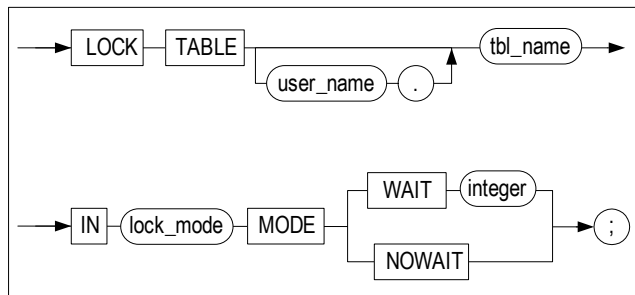 LOCK TABLE tbl_name
user_name .
IN lock_mode MODE WAIT integer ;
NOWAIT